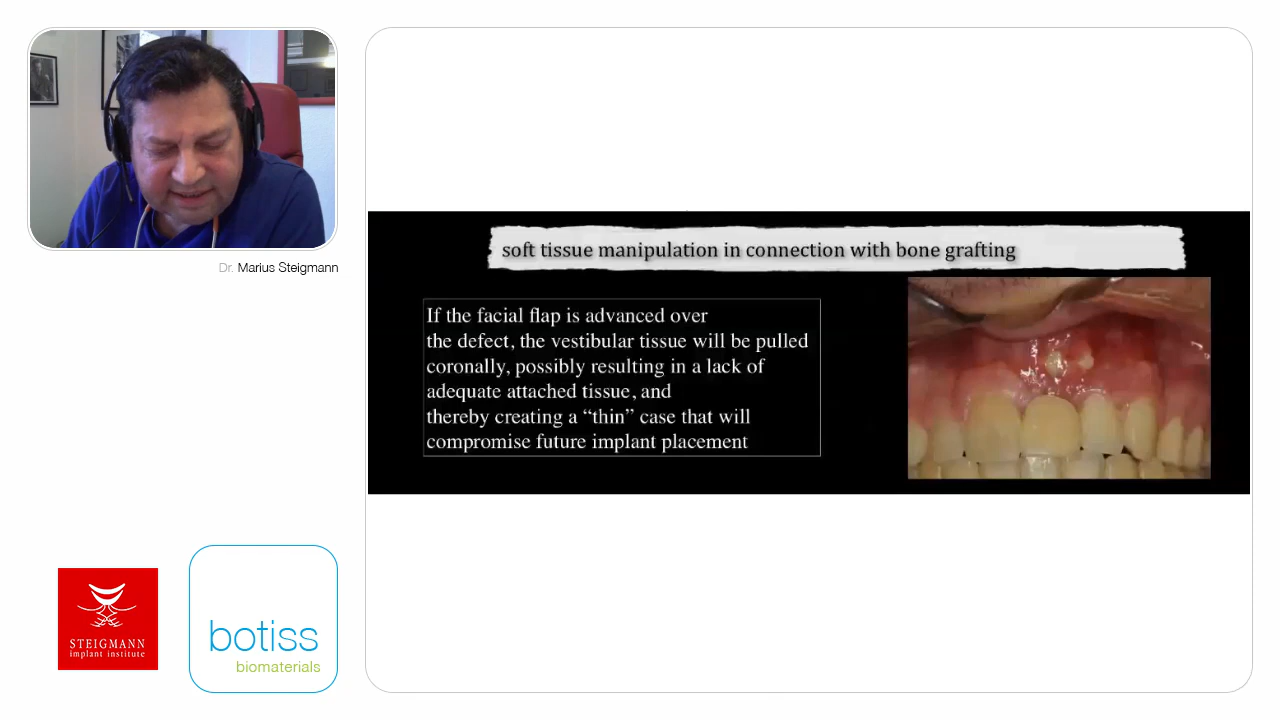 Dr. Marius Steigmann
soft tissue manipulation in connection with bone grafting
If the facial flap is advanced over
the defect, the vestibular tissue will be pulled
coronally, possibly resulting in a lack of
adequate attached tissue, and
thereby creating a “thin” case that will
compromise future implant placement
STEIGMANN
implant institute
botiss
biomaterials